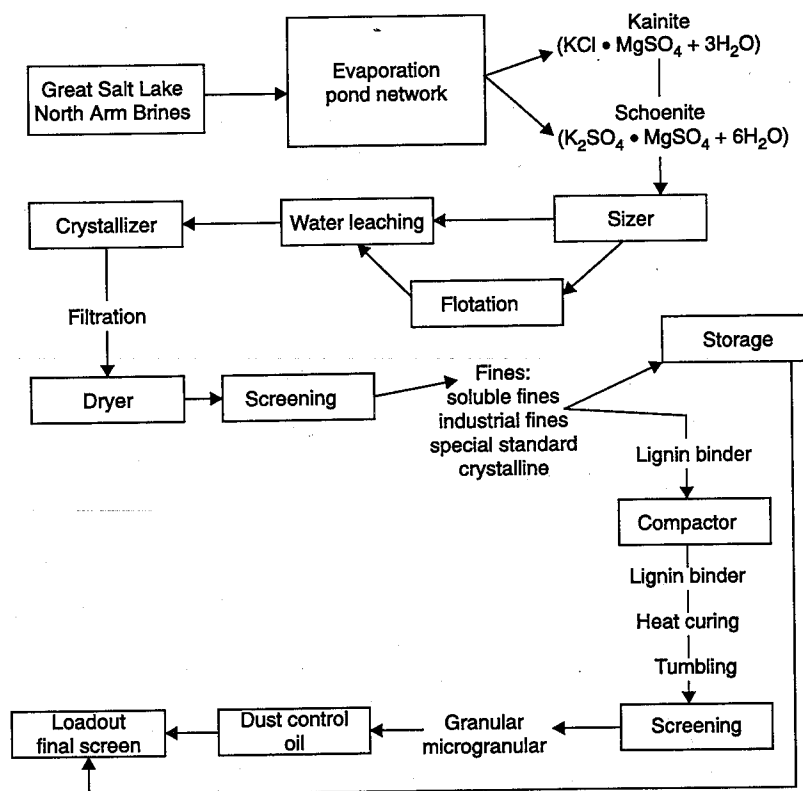 Great Salt Lake
North Arm Brines
Evaporation
pond network
Kainite
(KCl • MgSO₄ + 3H₂O)
Schoenite
(K₂SO₄ • MgSO₄ + 6H₂O)
Sizer
Water leaching
Crystallizer
Flotation
Filtration
Dryer
Screening
Fines:
soluble fines
industrial fines
special standard
crystalline
Storage
Lignin binder
Compactor
Lignin binder
Heat curing
Tumbling
Screening
Granular
microgranular
Dust control
oil
Loadout
final screen